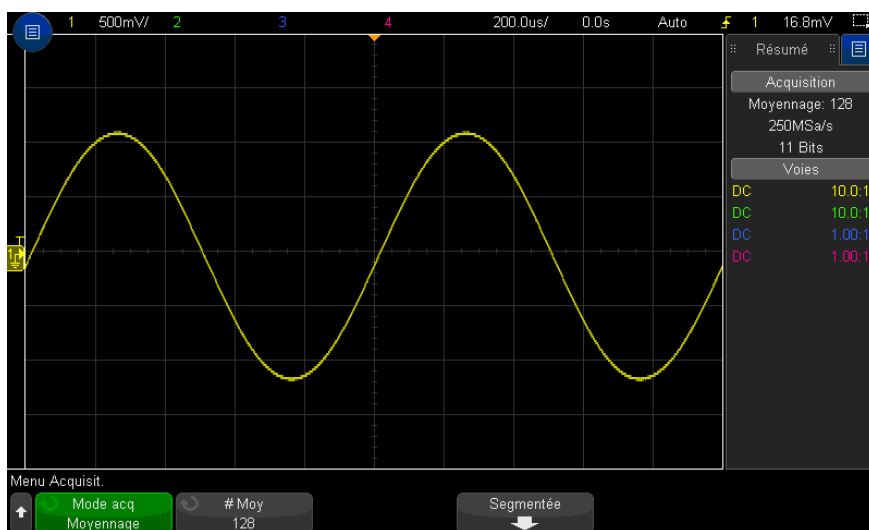 1 500mV/ 2 3 4 200.0us/ 0.0s Auto 1 16.8mV
Résumé
Acquisition
Moyennage: 128
250MSa/s
11 Bits
Voies
DC 10.0:1
DC 10.0:1
DC 1.00:1
DC 1.00:1
T
1
Menu Acquisit.
Mode acq
Moyennage
# Moy
128
Segmentée